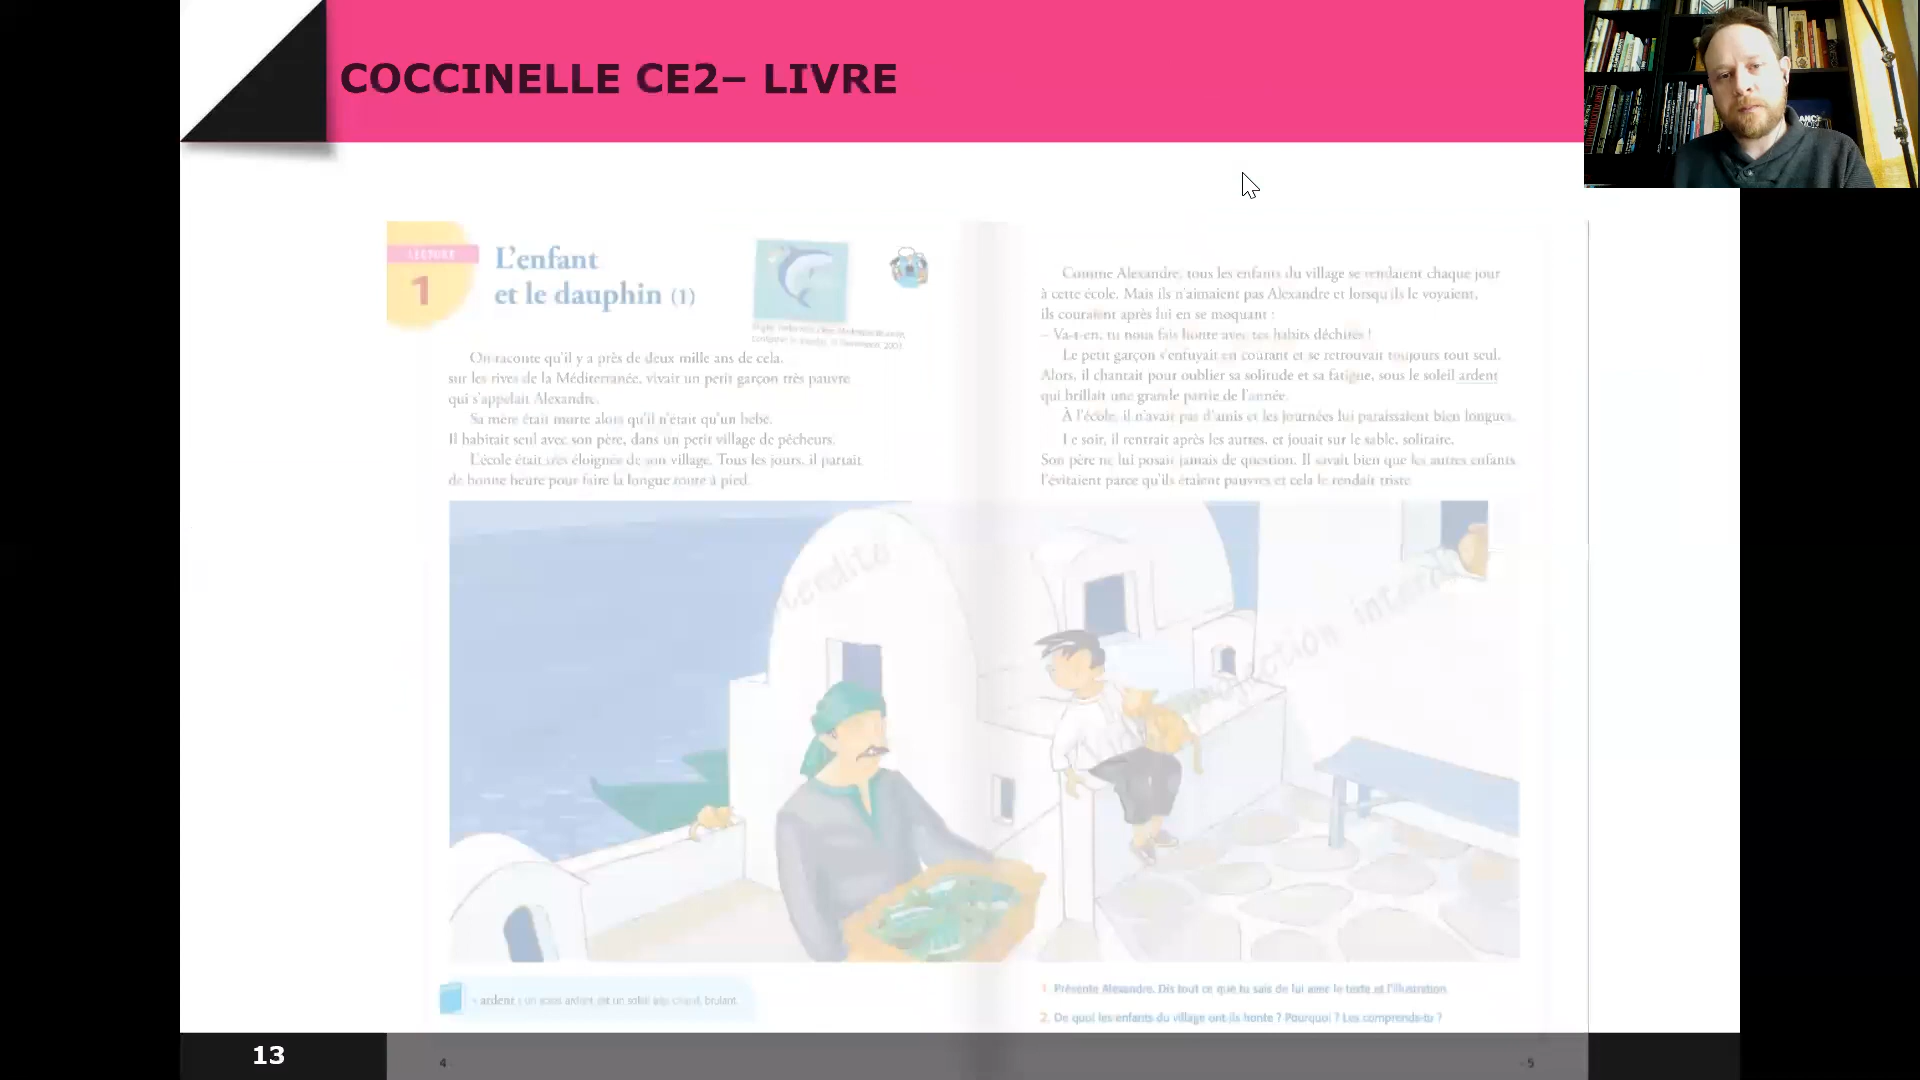 COCCINELLE CE2– LIVRE
LECTURE
1
L'enfant
et le dauphin (1)
On raconte qu'il y a près de deux mille ans de cela,
sur les rives de la Méditerranée, vivait un petit garçon très pauvre
qui s'appelait Alexandre.
Sa mère était morte alors qu'il n'était qu'un bébé.
Il habitait seul avec son père, dans un petit village de pêcheurs.
L'école était très éloignée de son village. Tous les jours, il partait
de bonne heure pour faire la longue route à pied.
Comme Alexandre, tous les enfants du village se rendaient chaque jour
à cette école. Mais ils n'aimaient pas Alexandre et lorsqu'ils le voyaient,
ils couraient après lui en se moquant :
– Va-t-en, tu nous fais honte avec tes habits déchirés !
Le petit garçon s'enfuyait en courant et se retrouvait toujours tout seul.
Alors, il chantait pour oublier sa solitude et sa fatigue, sous le soleil ardent
qui brillait une grande partie de l'année.
À l'école, il n'avait pas d'amis et les journées lui paraissaient bien longues.
Le soir, il rentrait après les autres, et jouait sur le sable, solitaire.
Son père ne lui posait jamais de question. Il savait bien que les autres enfants
l'évitaient parce qu'ils étaient pauvres et cela le rendait triste.
• ardent : un soleil ardent est un soleil très chaud, brulant.
1. Présente Alexandre. Dis tout ce que tu sais de lui avec le texte et l'illustration.
2. De quoi les enfants du village ont-ils honte ? Pourquoi ? Les comprends-tu ?
13
4
5